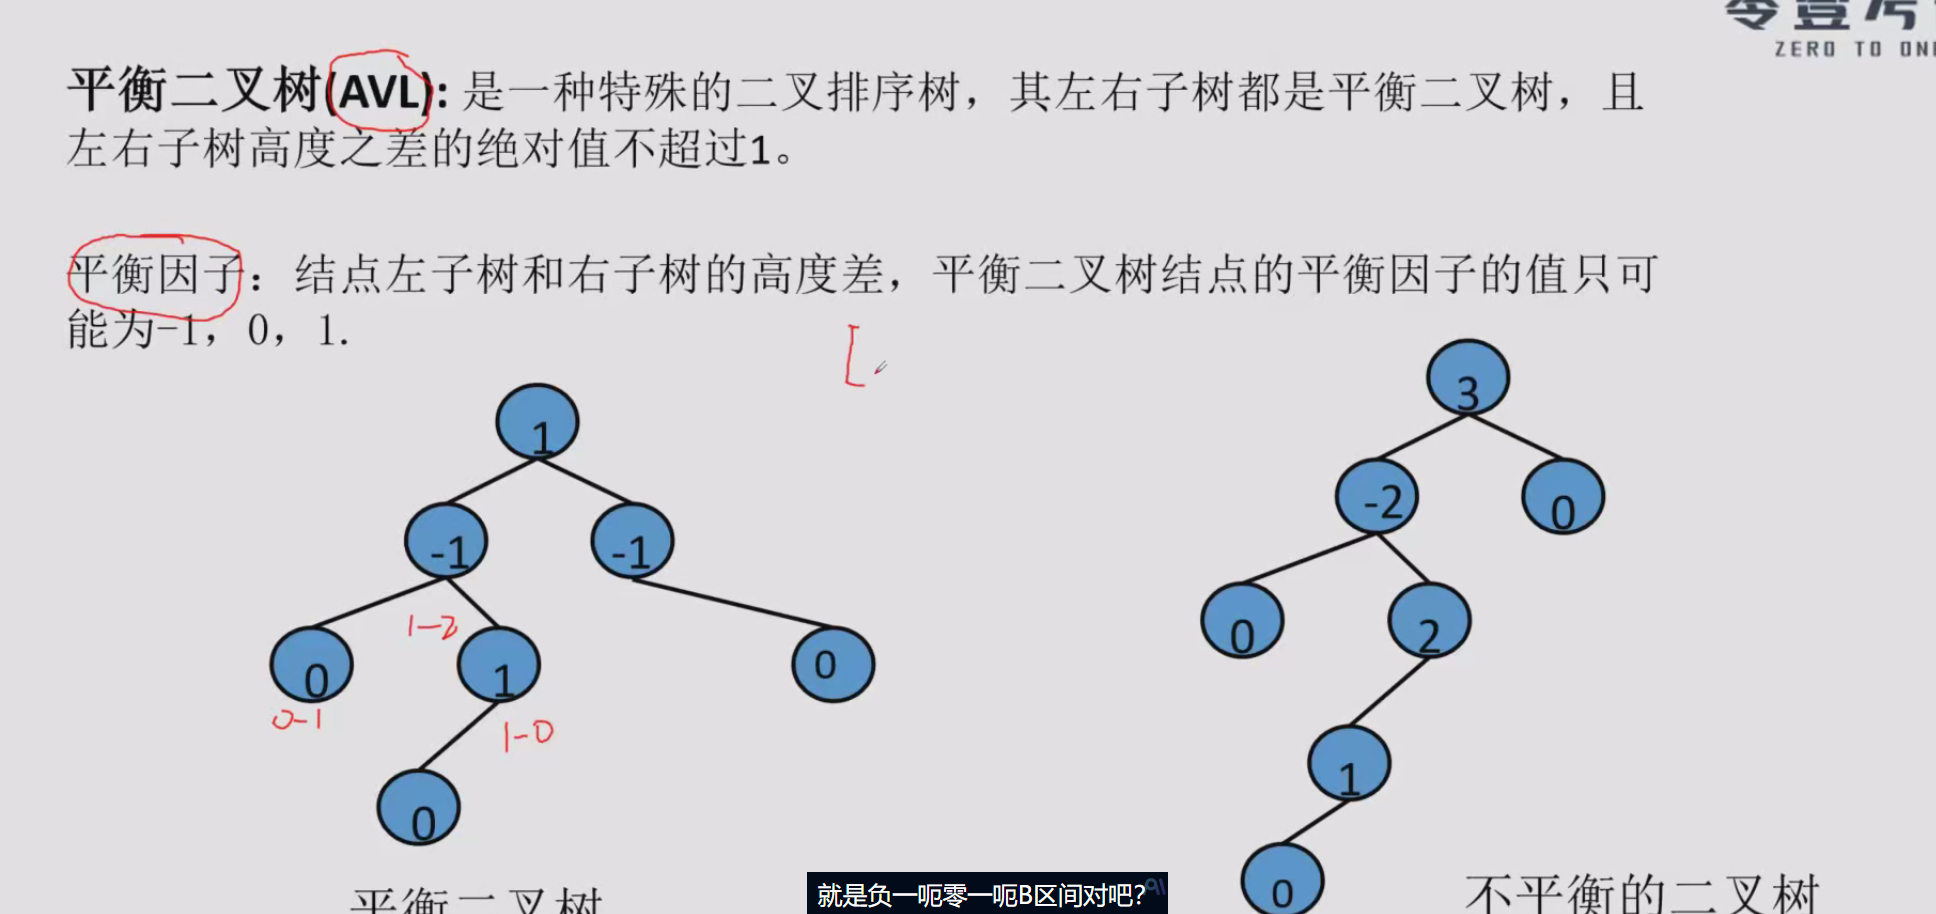 零壹考
ZERO TO ON
平衡二叉树(AVL): 是一种特殊的二叉排序树，其左右子树都是平衡二叉树，且
左右子树高度之差的绝对值不超过1。
平衡因子：结点左子树和右子树的高度差，平衡二叉树结点的平衡因子的值只可
能为-1，0，1.
[
1
-1 -1
1-2
0 1 0
0-1
1-0
0
平衡二叉树
3
-2 0
0 2
1
0
不平衡的二叉树
就是负一呃零一呃B区间对吧?